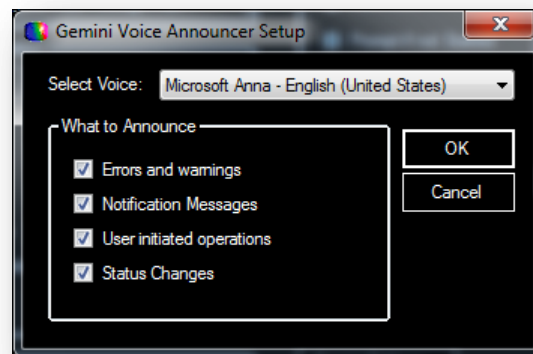 Gemini Voice Announcer Setup
Select Voice: Microsoft Anna - English (United States)
What to Announce
Errors and warnings
Notification Messages
User initiated operations
Status Changes
OK
Cancel